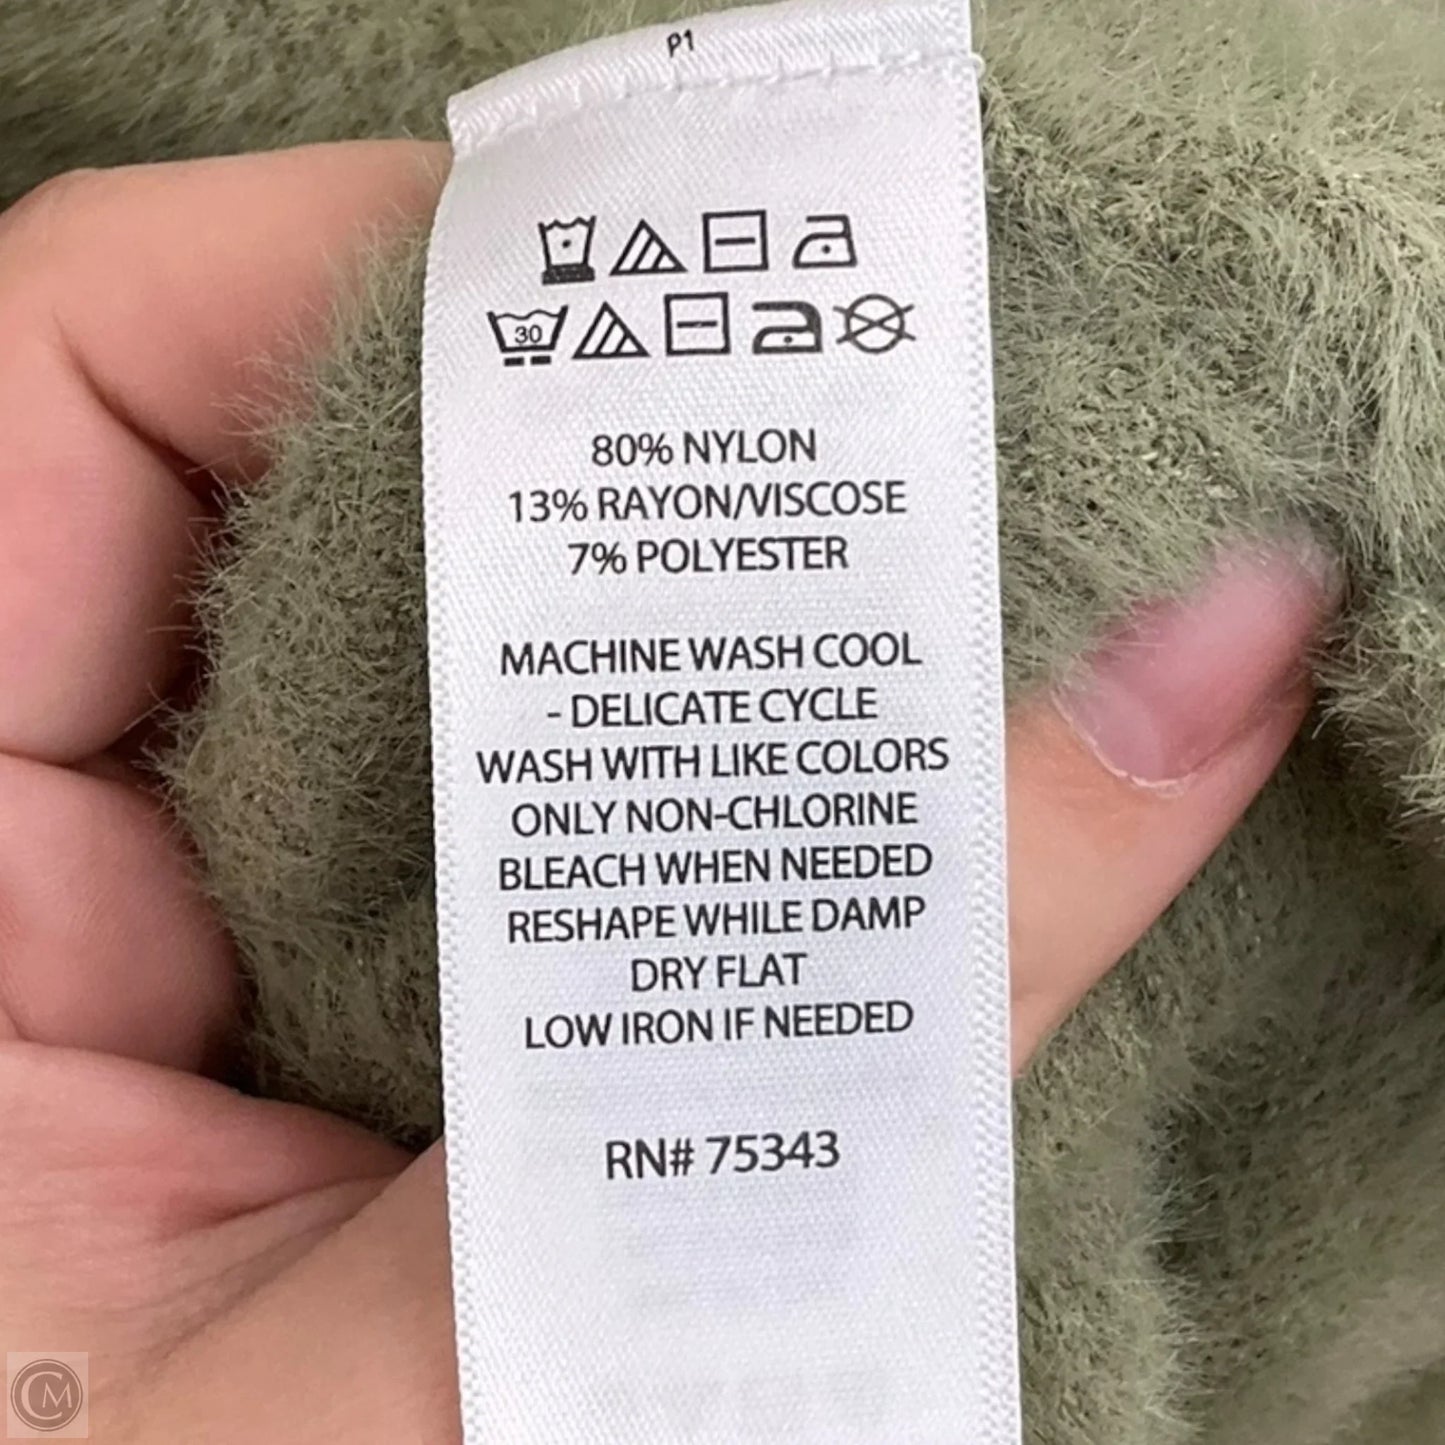 P1
30
80% NYLON
13% RAYON/VISCOSE
7% POLYESTER
MACHINE WASH COOL
- DELICATE CYCLE
WASH WITH LIKE COLORS
ONLY NON-CHLORINE
BLEACH WHEN NEEDED
RESHAPE WHILE DAMP
DRY FLAT
LOW IRON IF NEEDED
RN# 75343
CM